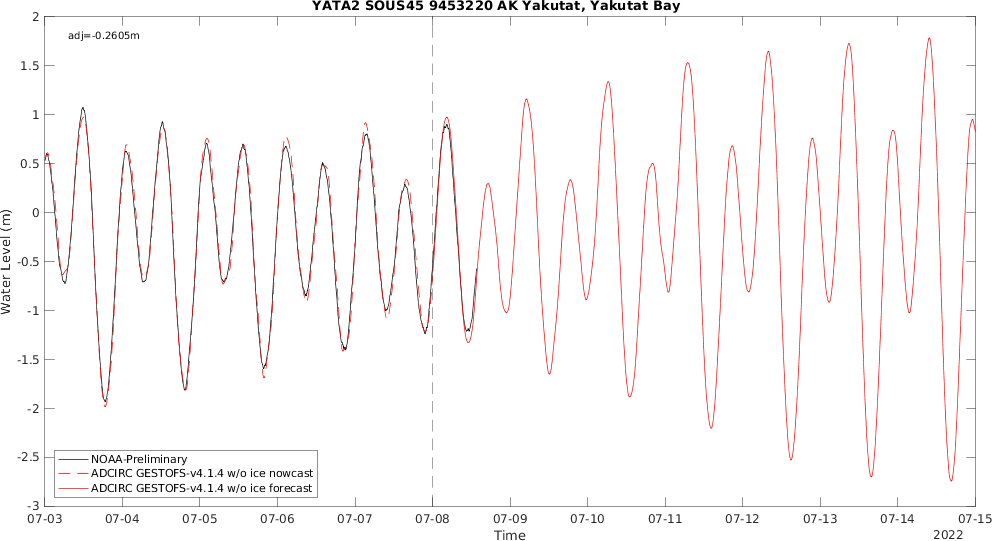 YATA2 SOUS45 9453220 AK Yakutat, Yakutat Bay
adj=-0.2605m
2
1.5
1
0.5
0
-0.5
-1
-1.5
-2
-2.5
-3
Water Level (m)
NOAA-Preliminary
ADCIRC GESTOFS-v4.1.4 w/o ice nowcast
ADCIRC GESTOFS-v4.1.4 w/o ice forecast
07-03 07-04 07-05 07-06 07-07 07-08 07-09 07-10 07-11 07-12 07-13 07-14 07-15
Time
2022